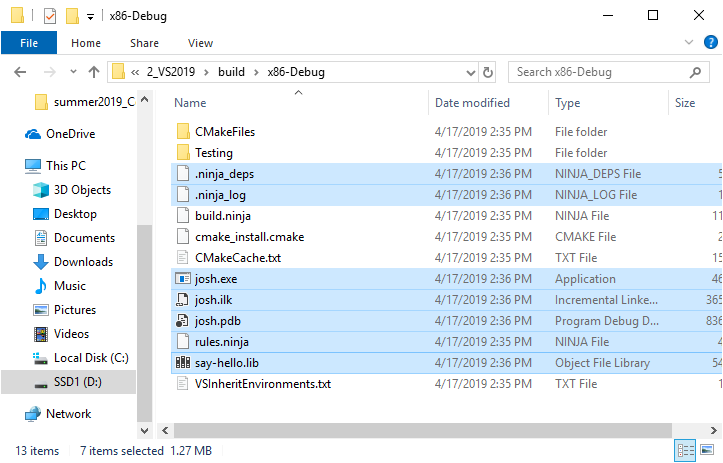 x86-Debug
File Home Share View
« 2_VS2019 > build > x86-Debug Search x86-Debug
Name Date modified Type Size
summer2019_C
OneDrive
This PC
3D Objects
Desktop
Documents
Downloads
Music
Pictures
Videos
Local Disk (C:)
SSD1 (D:)
Network
CMakeFiles 4/17/2019 2:35 PM File folder
Testing 4/17/2019 2:35 PM File folder
.ninja_deps 4/17/2019 2:36 PM NINJA_DEPS File 5
.ninja_log 4/17/2019 2:36 PM NINJA_LOG File 1
build.ninja 4/17/2019 2:35 PM NINJA File 11
cmake_install.cmake 4/17/2019 2:35 PM CMAKE File 2
CMakeCache.txt 4/17/2019 2:35 PM TXT File 15
josh.exe 4/17/2019 2:36 PM Application 46
josh.ilk 4/17/2019 2:36 PM Incremental Linke... 365
josh.pdb 4/17/2019 2:36 PM Program Debug D... 836
rules.ninja 4/17/2019 2:35 PM NINJA File 4
say-hello.lib 4/17/2019 2:36 PM Object File Library 54
VSInheritEnvironments.txt 4/17/2019 2:35 PM TXT File
13 items 7 items selected 1.27 MB